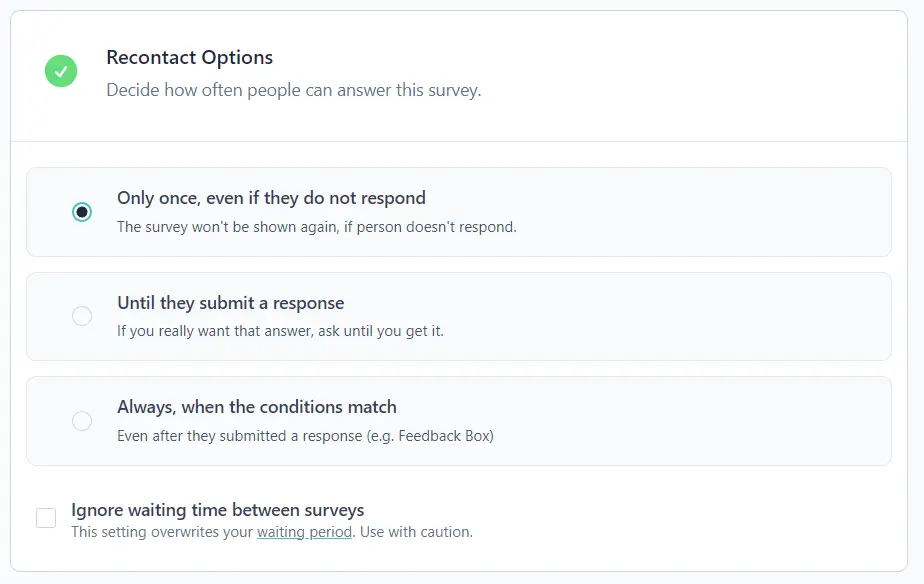 Recontact Options
Decide how often people can answer this survey.
Only once, even if they do not respond
The survey won't be shown again, if person doesn't respond.
Until they submit a response
If you really want that answer, ask until you get it.
Always, when the conditions match
Even after they submitted a response (e.g. Feedback Box)
Ignore waiting time between surveys
This setting overwrites your waiting period. Use with caution.